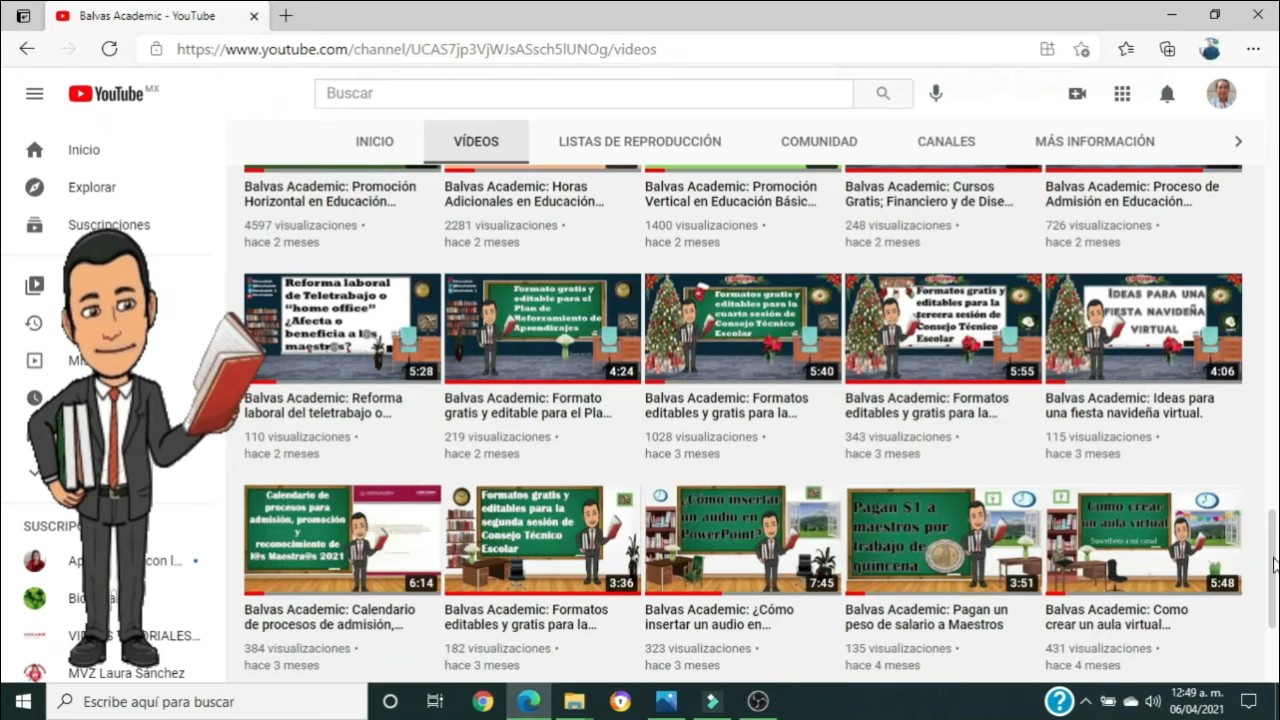 Balvas Academic - YouTube
https://www.youtube.com/channel/UCAS7jp3VjWJsASsch5lUNOg/videos
YouTube MX
Buscar
INICIO VÍDEOS LISTAS DE REPRODUCCIÓN COMUNIDAD CANALES MÁS INFORMACIÓN
Inicio
Explorar
Suscripciones
SUSCRIP
VIDEOS T RIALES...
MVZ Laura Sánchez
Balvas Academic: Promoción
Horizontal en Educación...
4597 visualizaciones •
hace 2 meses
Balvas Academic: Horas
Adicionales en Educación...
2281 visualizaciones •
hace 2 meses
Balvas Academic: Promoción
Vertical en Educación Básic...
1400 visualizaciones •
hace 2 meses
Balvas Academic: Cursos
Gratis; Financiero y de Dise...
248 visualizaciones •
hace 2 meses
Balvas Academic: Proceso de
Admisión en Educación...
726 visualizaciones •
hace 2 meses
Reforma laboral
de Teletrabajo o
"home office"
¿Afecta o
beneficia a l@s
maestr@s?
5:28
Balvas Academic: Reforma
laboral del teletrabajo o...
110 visualizaciones •
hace 2 meses
Formato gratis y
editable para el
Plan de
Reforzamiento de
Aprendizajes
4:24
Balvas Academic: Formato
gratis y editable para el Pla...
219 visualizaciones •
hace 2 meses
Formatos gratis y
editables para la
cuarta sesión de
Consejo Técnico
Escolar
5:40
Balvas Academic: Formatos
editables y gratis para la...
1028 visualizaciones •
hace 3 meses
Formatos gratis y
editables para la
tercera sesión de
Consejo Técnico
Escolar
5:55
Balvas Academic: Formatos
editables y gratis para la...
343 visualizaciones •
hace 3 meses
IDEAS PARA UNA
FIESTA NAVIDEÑA
VIRTUAL
4:06
Balvas Academic: Ideas para
una fiesta navideña virtual.
115 visualizaciones •
hace 3 meses
Calendario de
procesos para
admisión, promoción
y
reconocimiento de
l@s Maestra@s 2021
6:14
Balvas Academic: Calendario
de procesos de admisión,...
384 visualizaciones •
hace 3 meses
Formatos gratis y
editables para la
segunda sesión de
Consejo Técnico
Escolar
3:36
Balvas Academic: Formatos
editables y gratis para la...
182 visualizaciones •
hace 3 meses
¿Cómo insertar
un audio en
PowerPoint?
7:45
Balvas Academic: ¿Cómo
insertar un audio en...
323 visualizaciones •
hace 3 meses
Pagan $1 a
maestros por
trabajo de
quincena
3:51
Balvas Academic: Pagan un
peso de salario a Maestros
135 visualizaciones •
hace 4 meses
Como crear
un aula virtual
Suscríbete a mi canal
5:48
Balvas Academic: Como
crear un aula virtual...
431 visualizaciones •
hace 4 meses
Escribe aquí para buscar
12:49 a. m.
06/04/2021